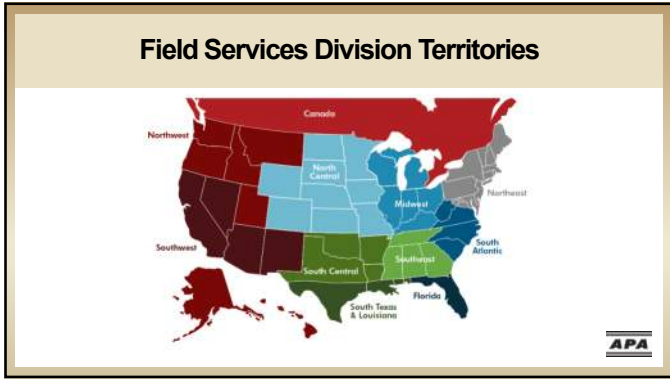 Field Services Division Territories
Canada
Northwest
North
Central
Midwest
Northeast
Southwest
South
Atlantic
Southeast
South Central
Florida
South Texas
& Louisiana
APA